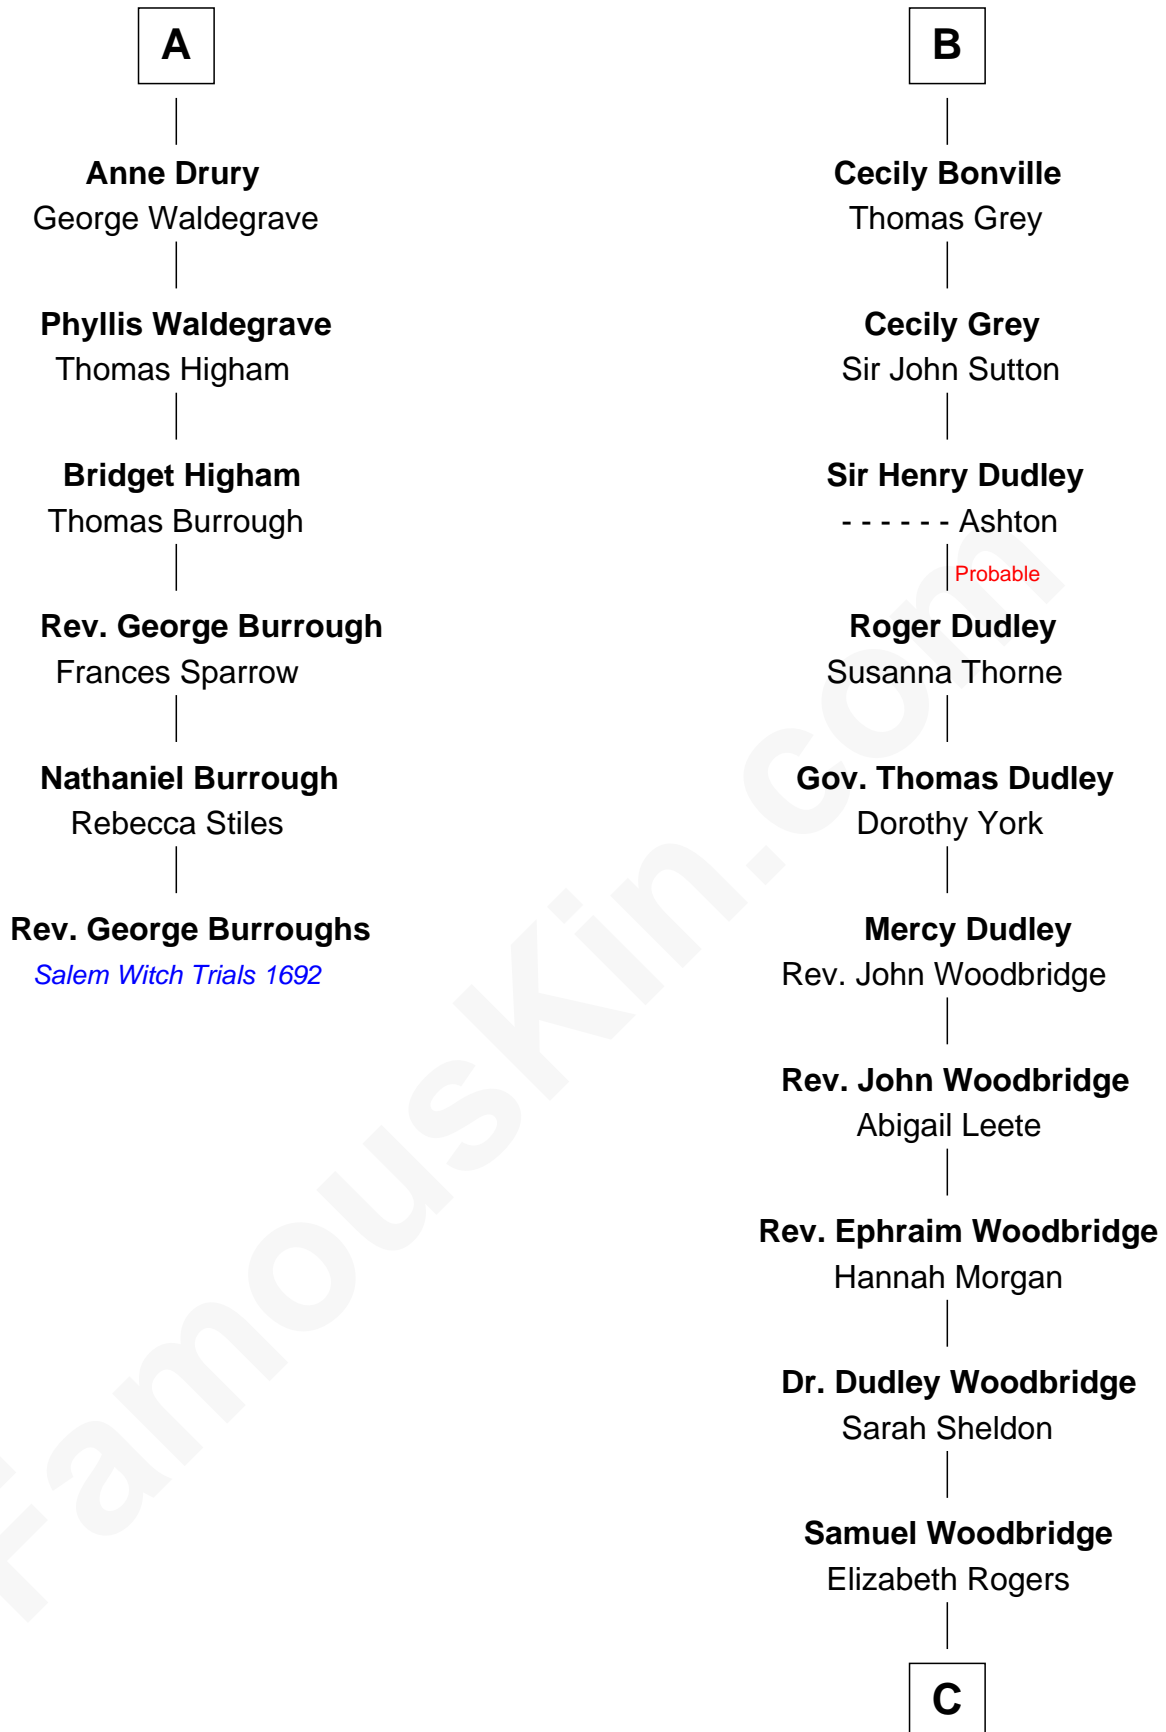 A
Anne Drury
George Waldegrave
Phyllis Waldegrave
Thomas Higham
Bridget Higham
Thomas Burrough
Rev. George Burrough
Frances Sparrow
Nathaniel Burrough
Rebecca Stiles
Rev. George Burroughs
Salem Witch Trials 1692
B
Cecily Bonville
Thomas Grey
Cecily Grey
Sir John Sutton
Sir Henry Dudley
- - - - - - Ashton
Probable
Roger Dudley
Susanna Thorne
Gov. Thomas Dudley
Dorothy York
Mercy Dudley
Rev. John Woodbridge
Rev. John Woodbridge
Abigail Leete
Rev. Ephraim Woodbridge
Hannah Morgan
Dr. Dudley Woodbridge
Sarah Sheldon
Samuel Woodbridge
Elizabeth Rogers
C
FamousKin.com